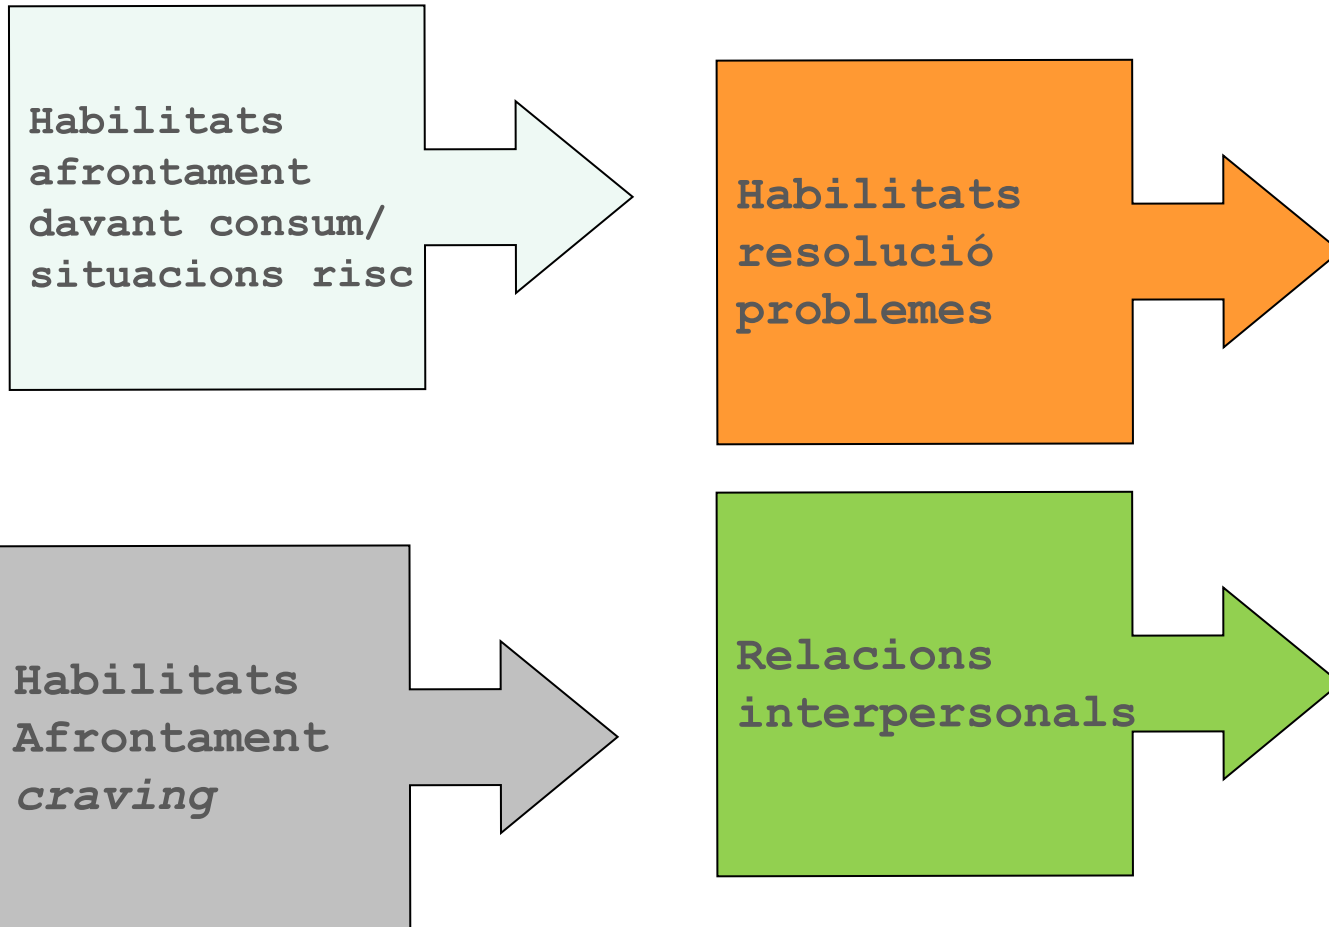 Habilitats
afrontament
davant consum/
situacions risc
Habilitats
resolució
problemes
Habilitats
Afrontament
craving
Relacions
interpersonals